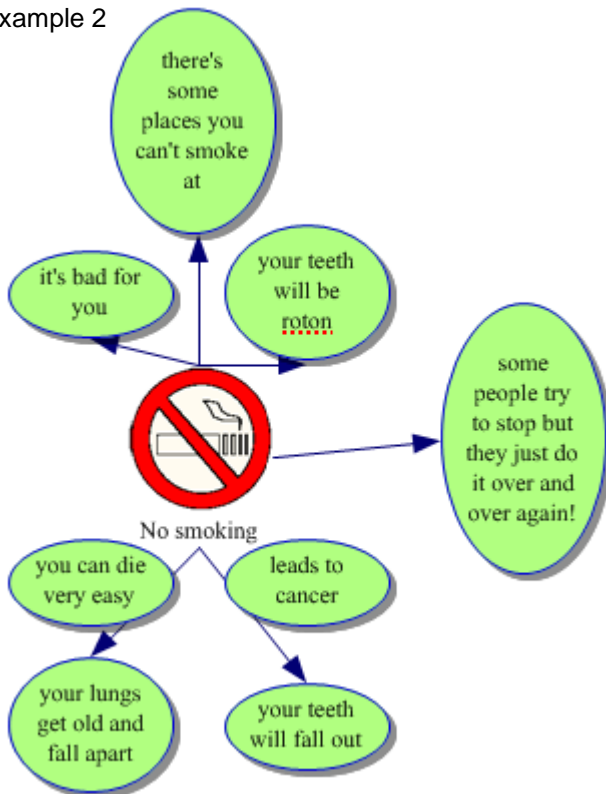 xample 2
there's
some
places you
can't smoke
at
it's bad for
you
your teeth
will be
roton
some
people try
to stop but
they just do
it over and
over again!
No smoking
you can die
very easy
leads to
cancer
your lungs
get old and
fall apart
your teeth
will fall out